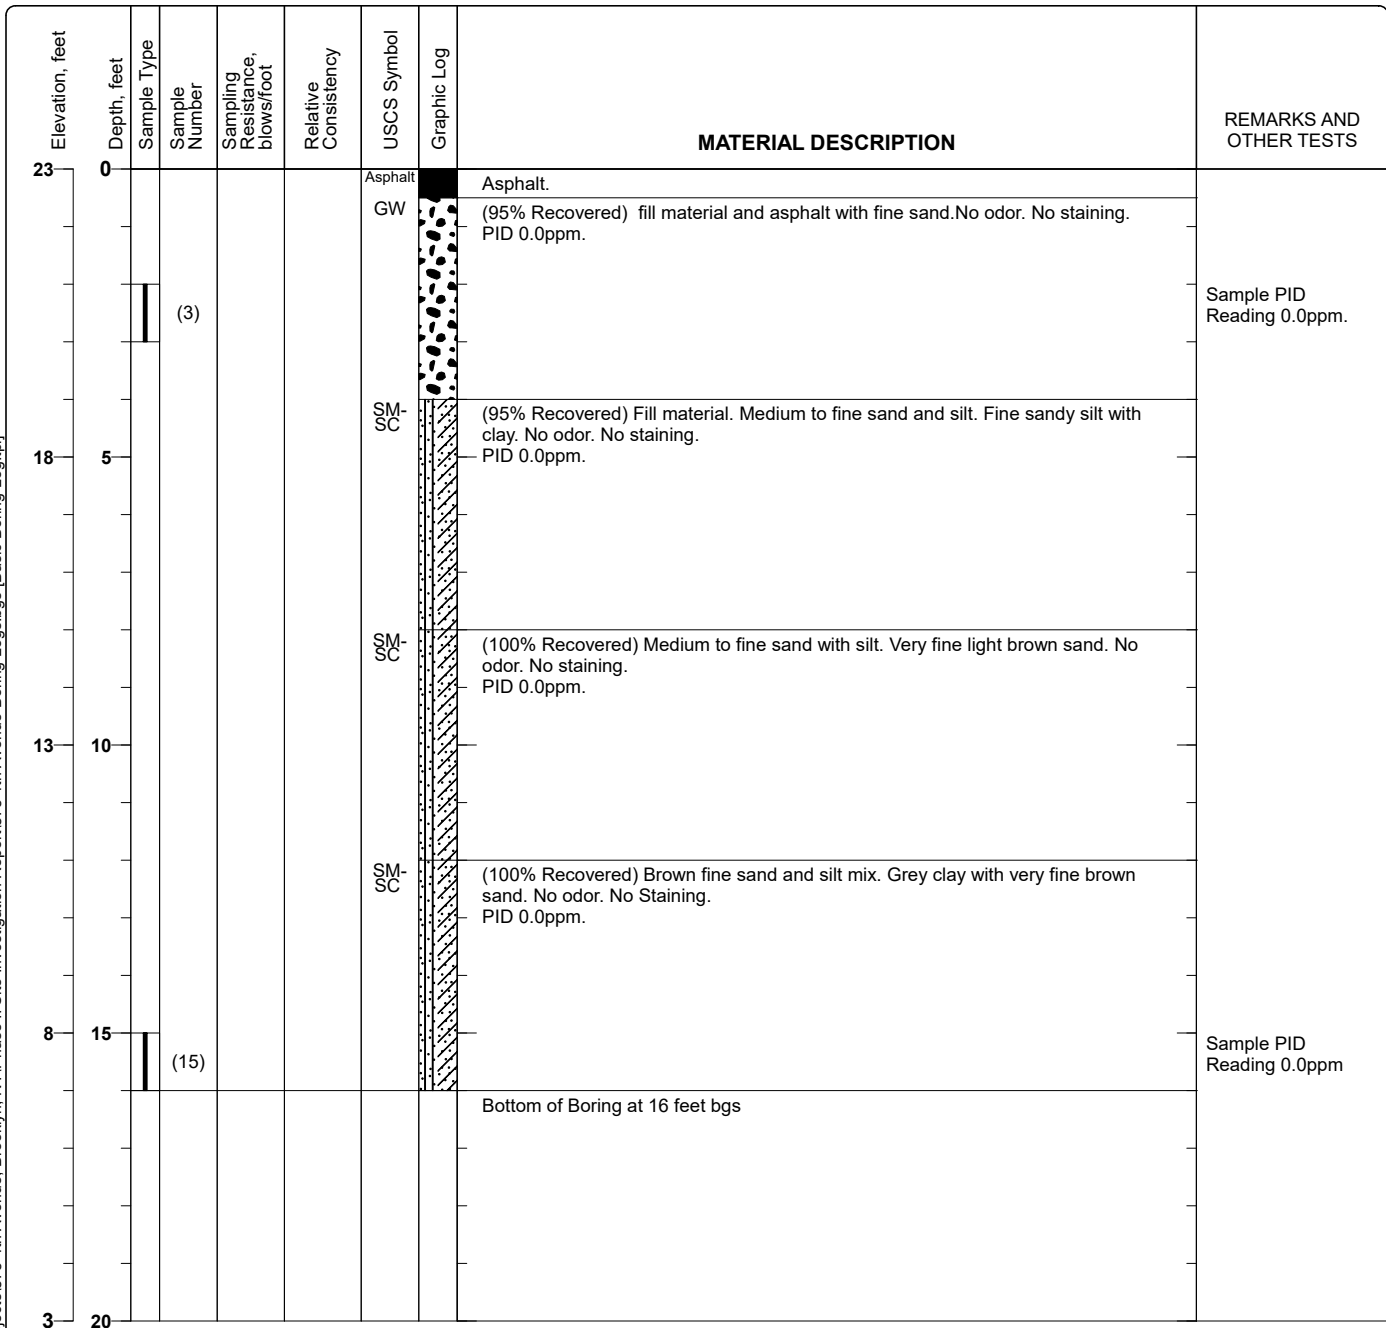 Elevation, feet
Depth, feet
Sample Type
Sample
Number
Sampling
Resistance,
blows/foot
Relative
Consistency
USCS Symbol
Graphic Log
MATERIAL DESCRIPTION
REMARKS AND
OTHER TESTS
23 0
Asphalt
Asphalt.
GW
(95% Recovered) fill material and asphalt with fine sand.No odor. No staining.
PID 0.0ppm.
(3)
Sample PID
Reading 0.0ppm.
SM-
SC
(95% Recovered) Fill material. Medium to fine sand and silt. Fine sandy silt with
clay. No odor. No staining.
PID 0.0ppm.
18 5
SM-
SC
(100% Recovered) Medium to fine sand with silt. Very fine light brown sand. No
odor. No staining.
PID 0.0ppm.
13 10
SM-
SC
(100% Recovered) Brown fine sand and silt mix. Grey clay with very fine brown
sand. No odor. No Staining.
PID 0.0ppm.
8 15
(15)
Sample PID
Reading 0.0ppm
Bottom of Boring at 16 feet bgs
3 20